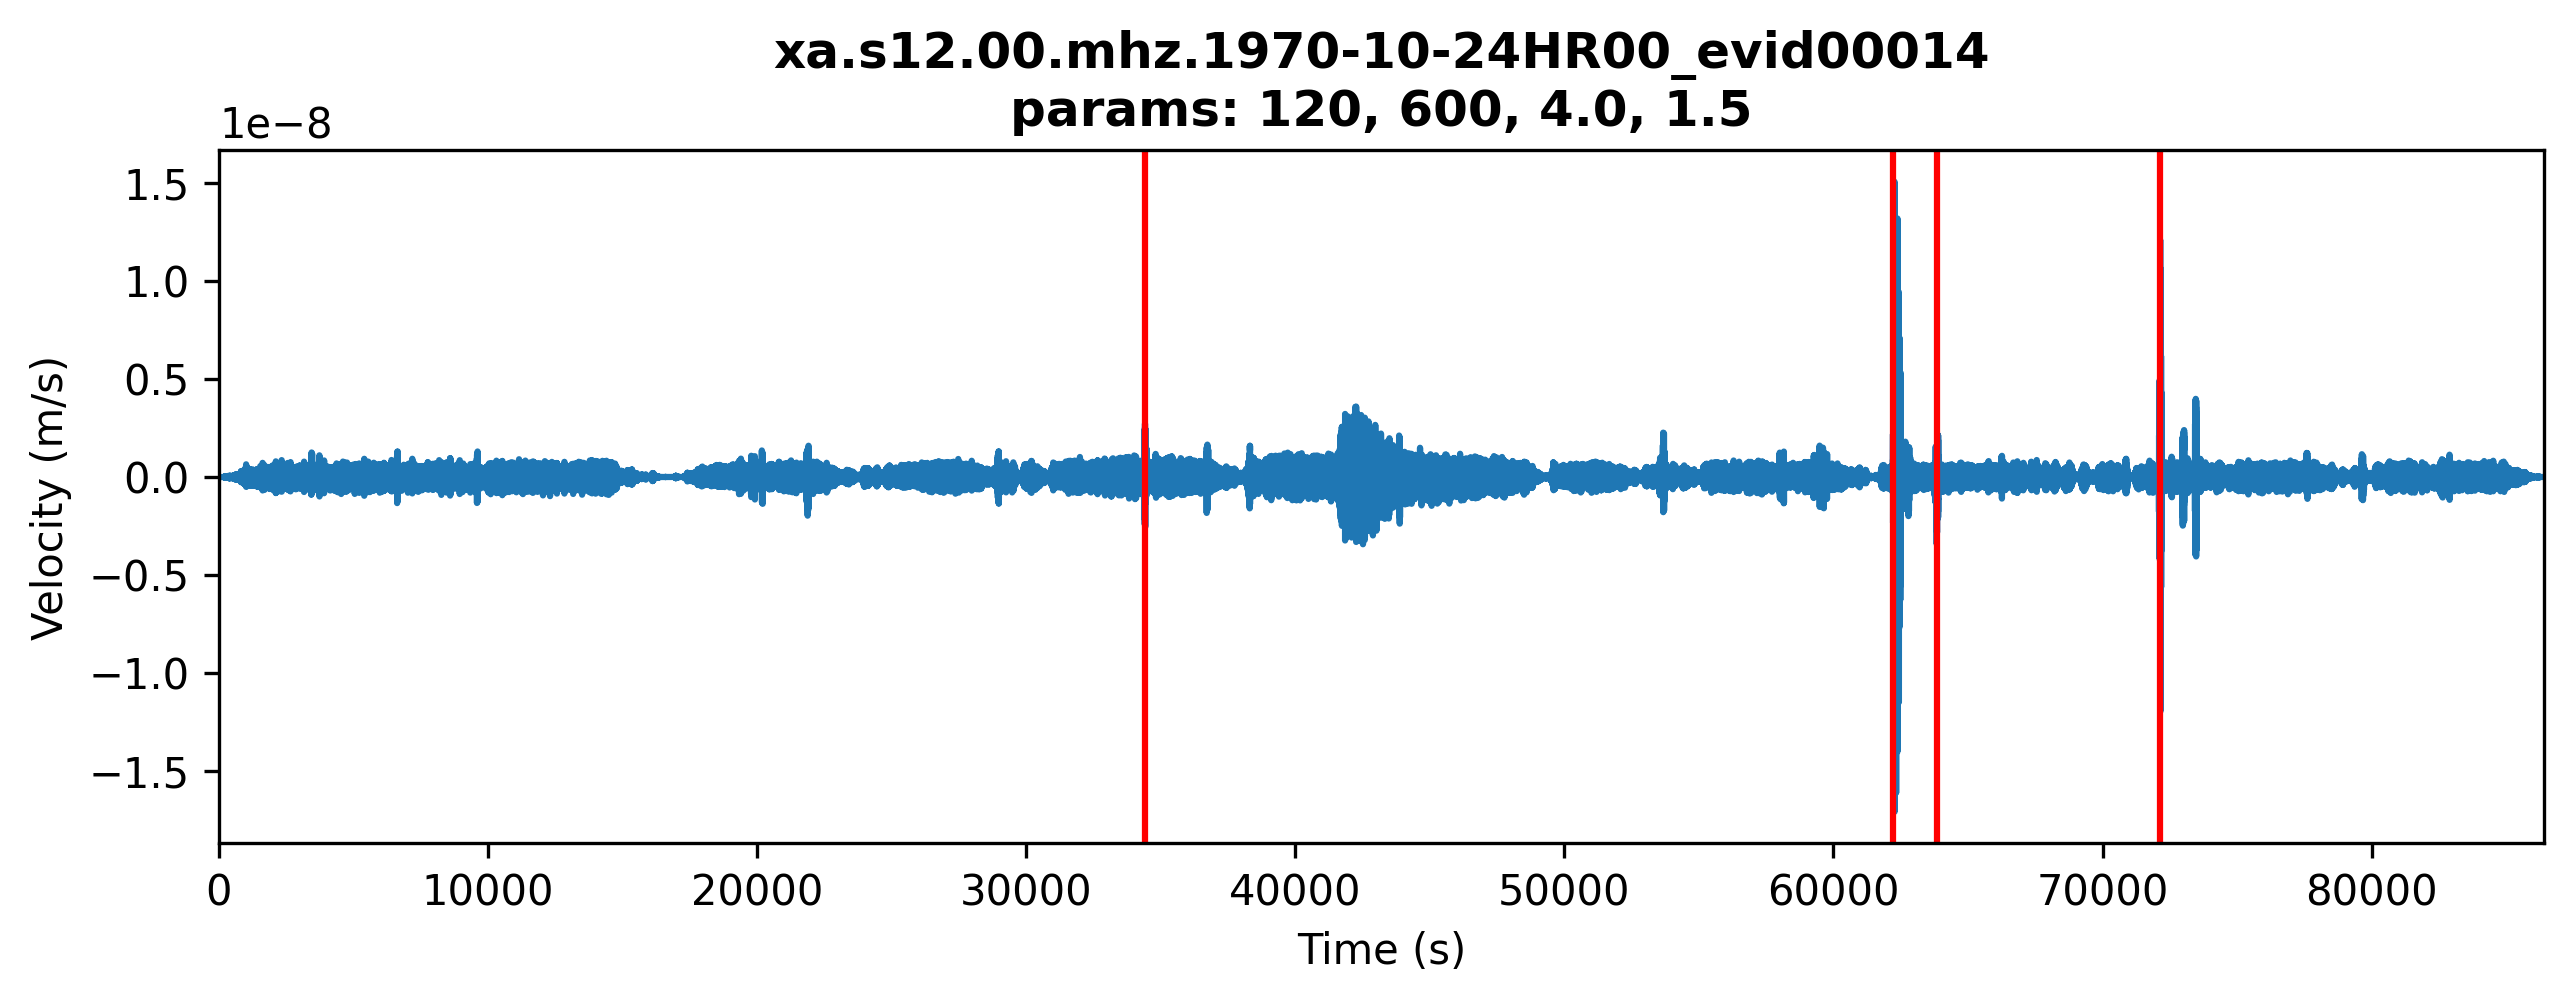 xa.s12.00.mhz.1970-10-24HR00_evid00014
params: 120, 600, 4.0, 1.5
1e−8
1.5
1.0
0.5
0.0
−0.5
−1.0
−1.5
Velocity (m/s)
0 10000 20000 30000 40000 50000 60000 70000 80000
Time (s)